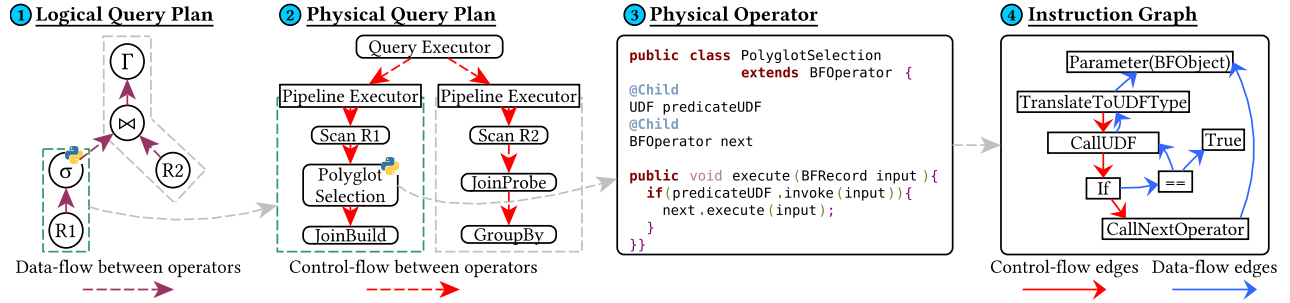 1 Logical Query Plan
Γ
⋈
σ
R2
R1
Data-flow between operators
2 Physical Query Plan
Query Executor
Pipeline Executor
Pipeline Executor
Scan R1
Scan R2
Polyglot
Selection
JoinProbe
JoinBuild
GroupBy
Control-flow between operators
3 Physical Operator
public class PolyglotSelection
extends BFOperator {
@Child
UDF predicateUDF
@Child
BFOperator next
public void execute(BFRecord input){
if(predicateUDF.invoke(input)){
next.execute(input);
}
}}
4 Instruction Graph
Parameter(BFObject)
TranslateToUDFType
CallUDF
True
If
==
CallNextOperator
Control-flow edges
Data-flow edges